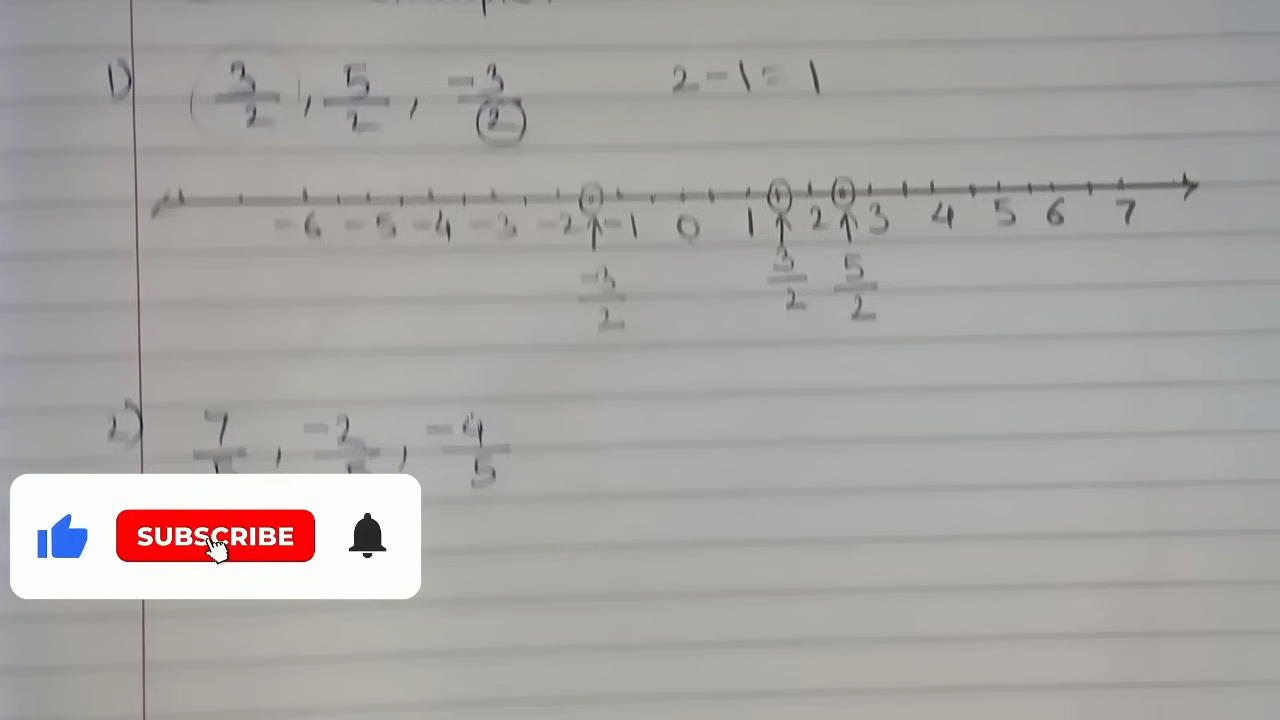 1) 3/2 , 5/2 , -3/2 2 - 1 = 1
-6 -5 -4 -3 -2 -1 0 1 2 3 4 5 6 7
-3/2 3/2 5/2
2) 7/5 , -2/5 , -4/5
SUBSCRIBE